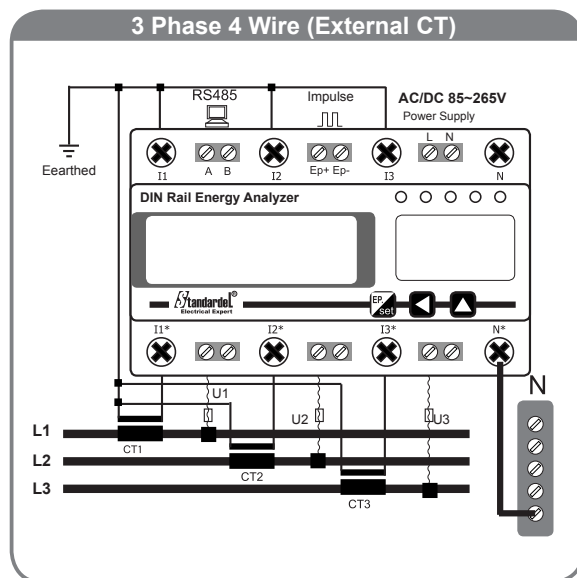 3 Phase 4 Wire (External CT)
RS485
Impulse
AC/DC 85~265V
Power Supply
L N
Eearthed
I1
A B
I2
Ep+ Ep-
I3
N
DIN Rail Energy Analyzer
Standardel®
Electrical Expert
EP.
set
I1*
I2*
I3*
N*
U1
U2
U3
N
L1
CT1
L2
CT2
L3
CT3